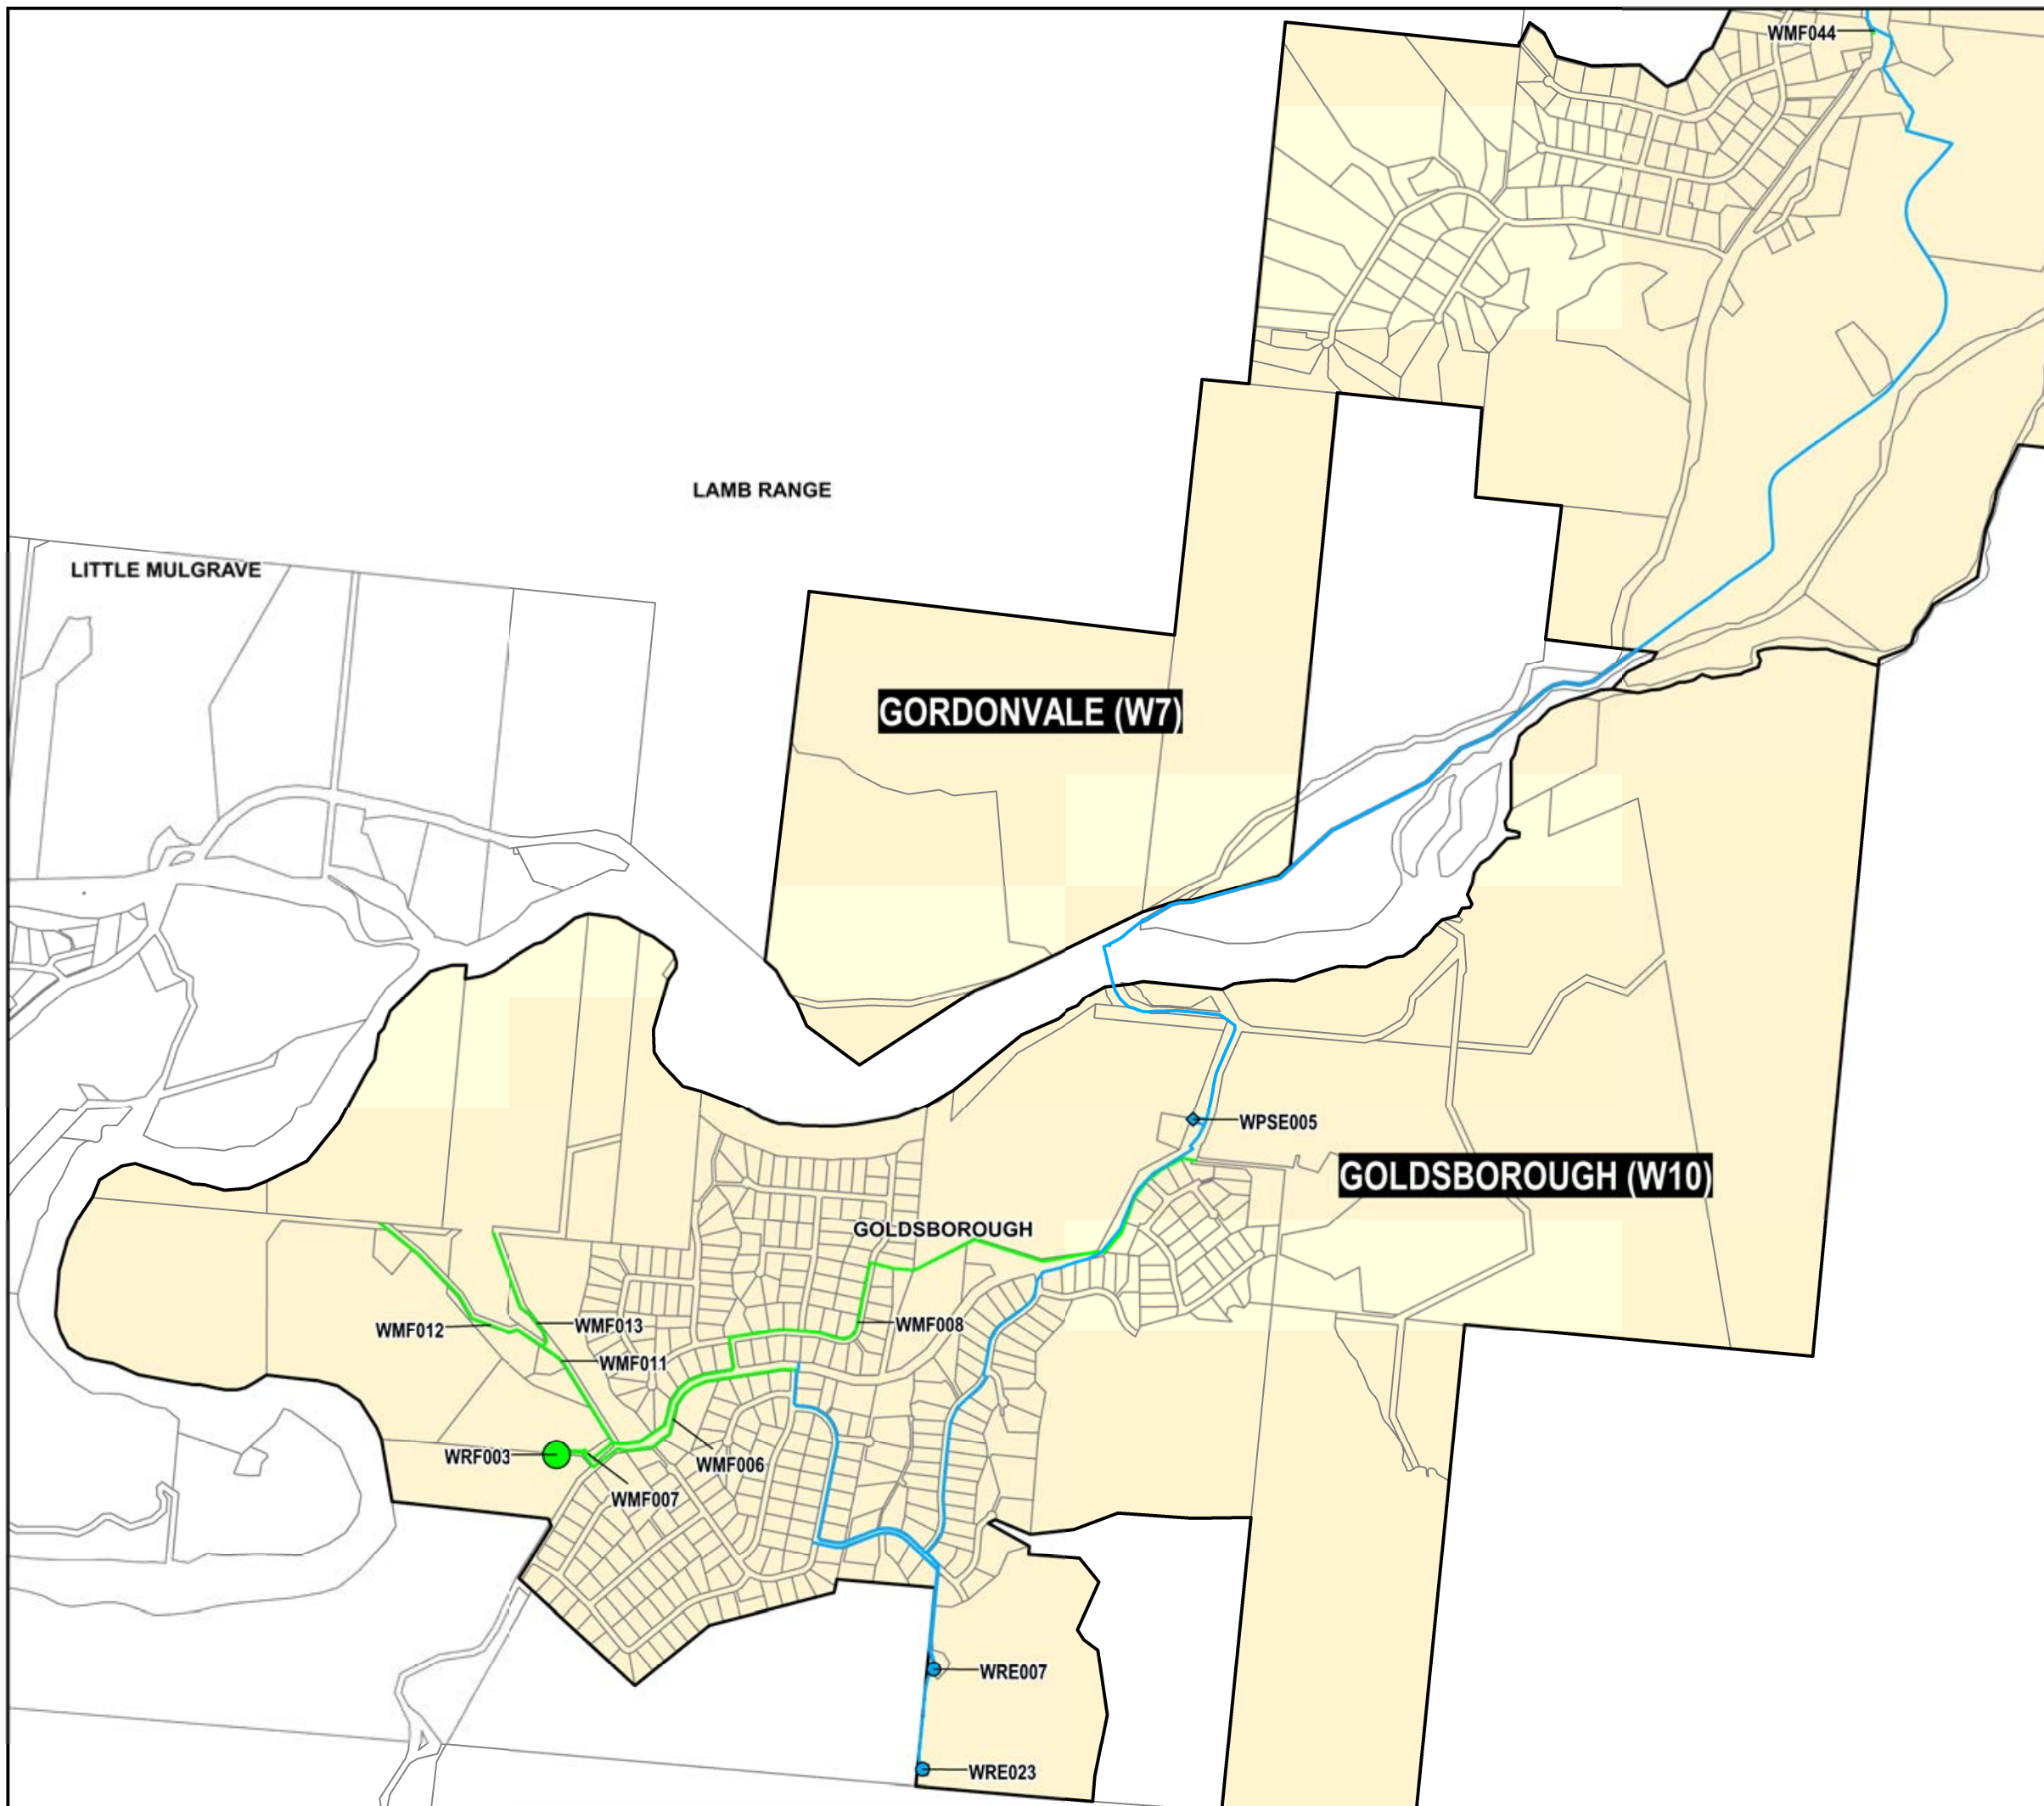 WMF044
LAMB RANGE
LITTLE MULGRAVE
GORDONVALE (W7)
WPSE005
GOLDSBOROUGH (W10)
GOLDSBOROUGH
WMF012
WMF013
WMF008
WMF011
WRF003
WMF006
WMF007
WRE007
WRE023